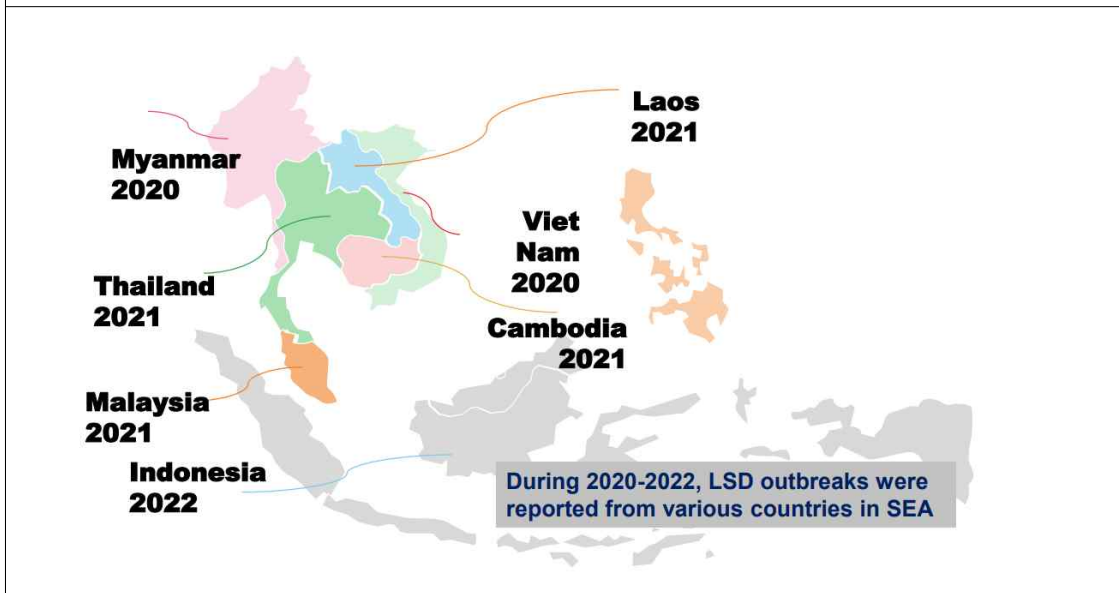 Laos
2021
Myanmar
2020
Viet
Nam
2020
Thailand
2021
Cambodia
2021
Malaysia
2021
Indonesia
2022
During 2020-2022, LSD outbreaks were
reported from various countries in SEA